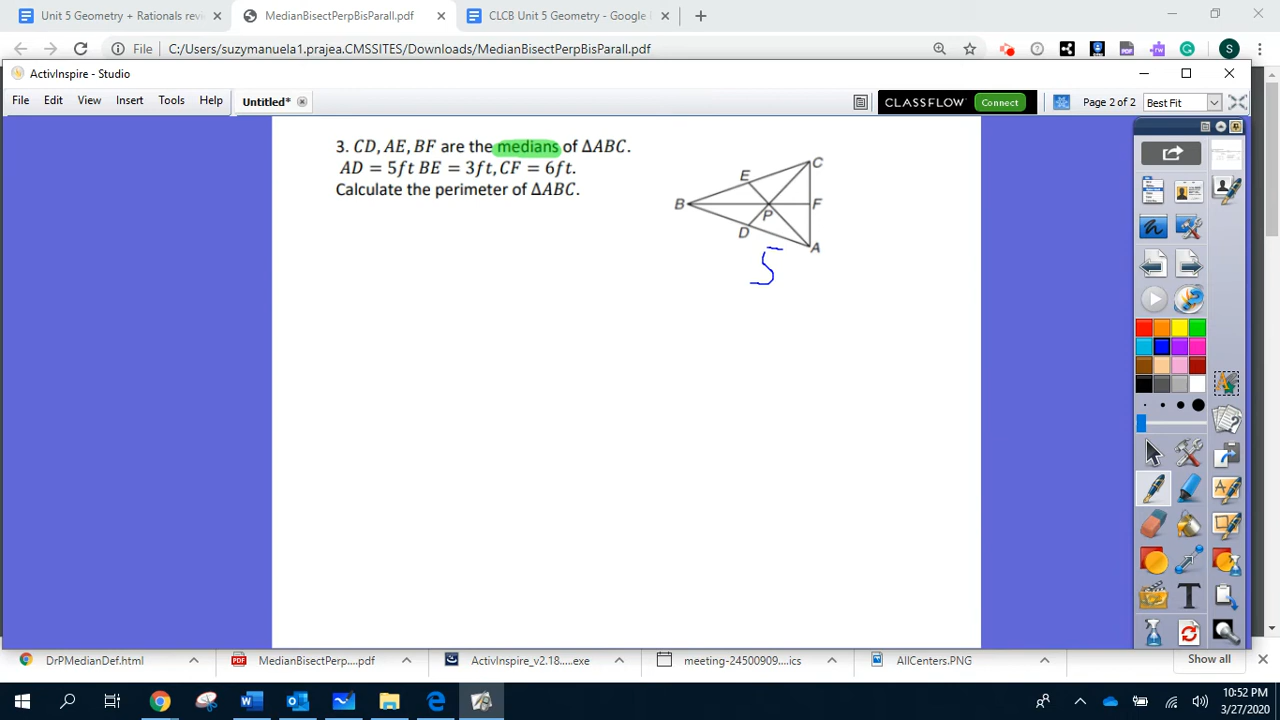 Unit 5 Geometry + Rationals revie
MedianBisectPerpBisParall.pdf
CLCB Unit 5 Geometry - Google D
File
C:/Users/suzymanuela1.prajea.CMSSITES/Downloads/MedianBisectPerpBisParall.pdf
S
ActivInspire - Studio
File Edit View Insert Tools Help
Untitled*
CLASSFLOW Connect
Page 2 of 2
Best Fit
3. CD, AE, BF are the medians of ΔABC.
AD = 5ft BE = 3ft, CF = 6ft.
Calculate the perimeter of ΔABC.
C
E
B
F
P
D
A
5
DrPMedianDef.html
MedianBisectPerp....pdf
ActivInspire_v2.18....exe
meeting-24500909....ics
AllCenters.PNG
Show all
10:52 PM
3/27/2020